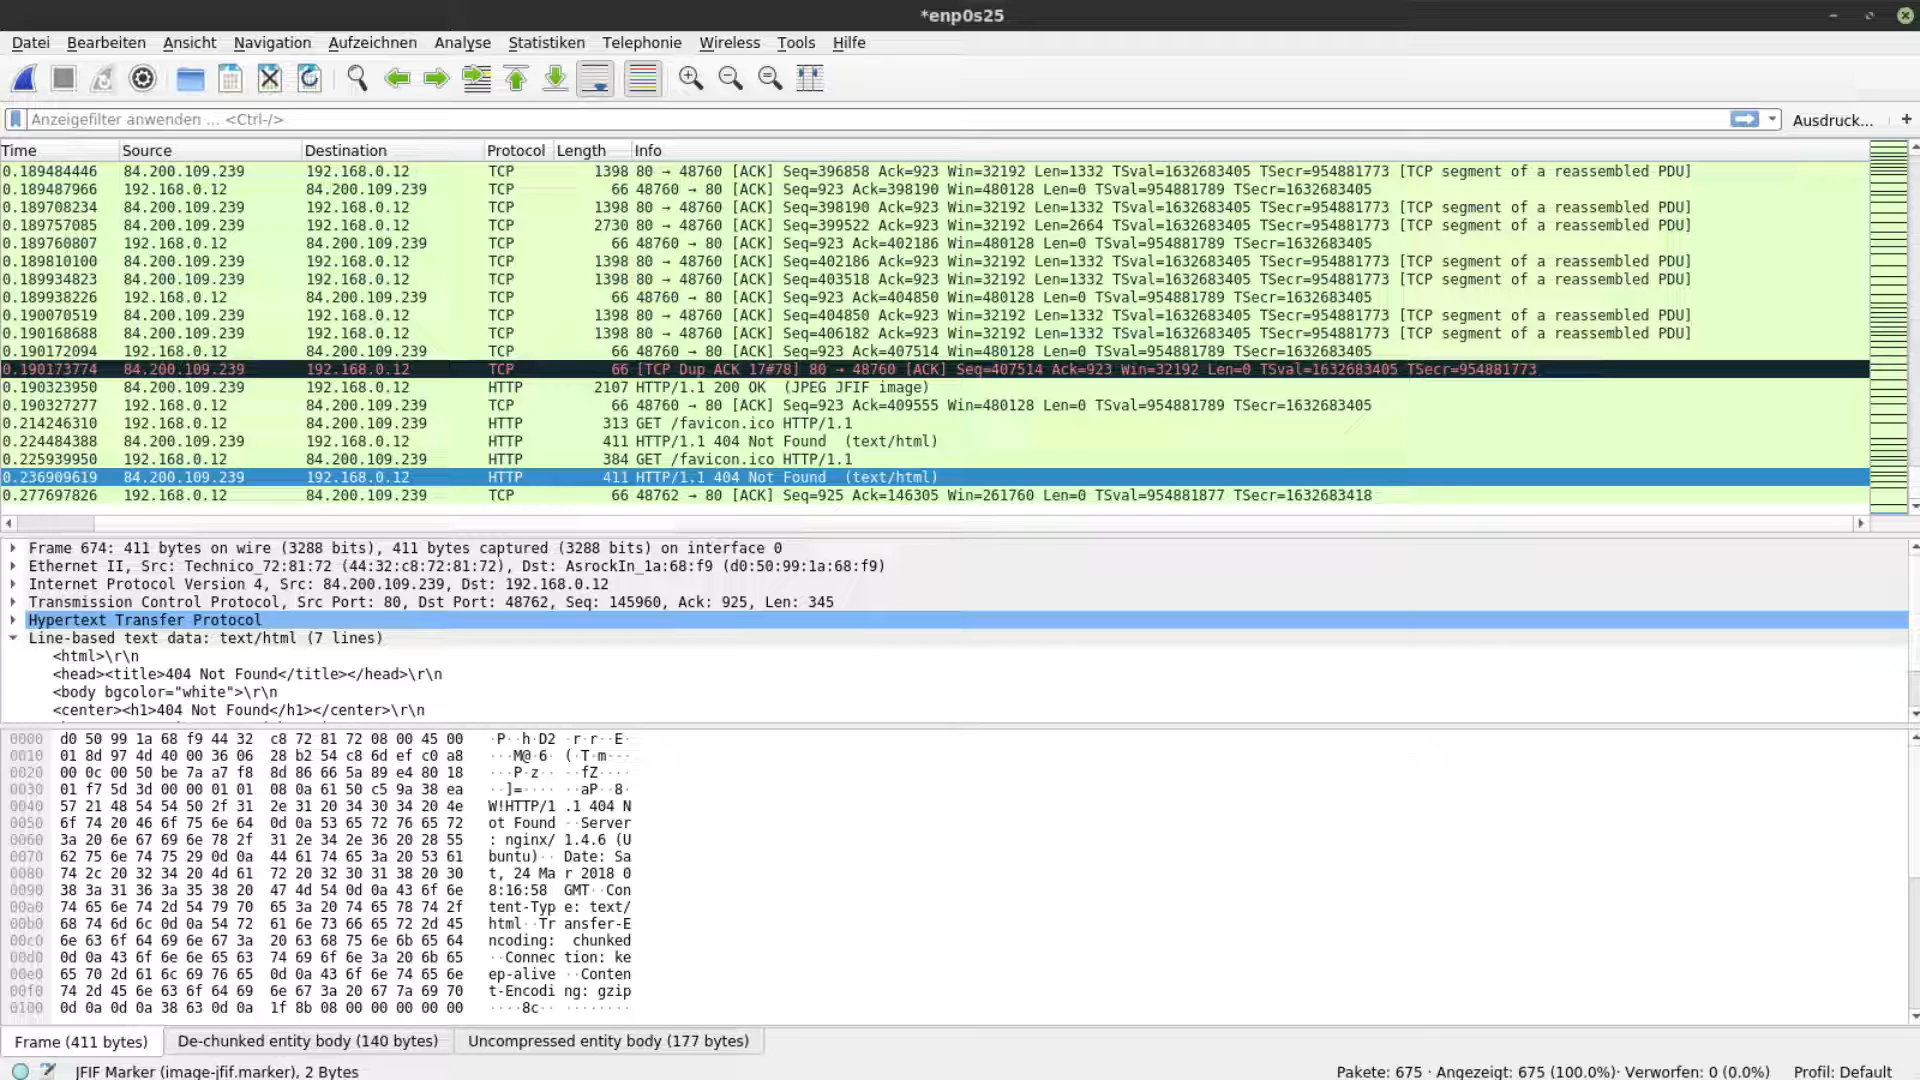 *enp0s25
Datei Bearbeiten Ansicht Navigation Aufzeichnen Analyse Statistiken Telephonie Wireless Tools Hilfe
Anzeigefilter anwenden ... <Ctrl-/> Ausdruck... +
Time Source Destination Protocol Length Info
0.189484446 84.200.109.239 192.168.0.12 TCP 1398 80 → 48760 [ACK] Seq=396858 Ack=923 Win=32192 Len=1332 TSval=1632683405 TSecr=954881773 [TCP segment of a reassembled PDU]
0.189487966 192.168.0.12 84.200.109.239 TCP 66 48760 → 80 [ACK] Seq=923 Ack=398190 Win=480128 Len=0 TSval=954881789 TSecr=1632683405
0.189708234 84.200.109.239 192.168.0.12 TCP 1398 80 → 48760 [ACK] Seq=398190 Ack=923 Win=32192 Len=1332 TSval=1632683405 TSecr=954881773 [TCP segment of a reassembled PDU]
0.189757085 84.200.109.239 192.168.0.12 TCP 2730 80 → 48760 [ACK] Seq=399522 Ack=923 Win=32192 Len=2664 TSval=1632683405 TSecr=954881773 [TCP segment of a reassembled PDU]
0.189760807 192.168.0.12 84.200.109.239 TCP 66 48760 → 80 [ACK] Seq=923 Ack=402186 Win=480128 Len=0 TSval=954881789 TSecr=1632683405
0.189810100 84.200.109.239 192.168.0.12 TCP 1398 80 → 48760 [ACK] Seq=402186 Ack=923 Win=32192 Len=1332 TSval=1632683405 TSecr=954881773 [TCP segment of a reassembled PDU]
0.189934823 84.200.109.239 192.168.0.12 TCP 1398 80 → 48760 [ACK] Seq=403518 Ack=923 Win=32192 Len=1332 TSval=1632683405 TSecr=954881773 [TCP segment of a reassembled PDU]
0.189938226 192.168.0.12 84.200.109.239 TCP 66 48760 → 80 [ACK] Seq=923 Ack=404850 Win=480128 Len=0 TSval=954881789 TSecr=1632683405
0.190070519 84.200.109.239 192.168.0.12 TCP 1398 80 → 48760 [ACK] Seq=404850 Ack=923 Win=32192 Len=1332 TSval=1632683405 TSecr=954881773 [TCP segment of a reassembled PDU]
0.190168688 84.200.109.239 192.168.0.12 TCP 1398 80 → 48760 [ACK] Seq=406182 Ack=923 Win=32192 Len=1332 TSval=1632683405 TSecr=954881773 [TCP segment of a reassembled PDU]
0.190172094 192.168.0.12 84.200.109.239 TCP 66 48760 → 80 [ACK] Seq=923 Ack=407514 Win=480128 Len=0 TSval=954881789 TSecr=1632683405
0.190173774 84.200.109.239 192.168.0.12 TCP 66 [TCP Dup ACK 17#78] 80 → 48760 [ACK] Seq=407514 Ack=923 Win=32192 Len=0 TSval=1632683405 TSecr=954881773
0.190323950 84.200.109.239 192.168.0.12 HTTP 2107 HTTP/1.1 200 OK (JPEG JFIF image)
0.190327277 192.168.0.12 84.200.109.239 TCP 66 48760 → 80 [ACK] Seq=923 Ack=409555 Win=480128 Len=0 TSval=954881789 TSecr=1632683405
0.214246310 192.168.0.12 84.200.109.239 HTTP 313 GET /favicon.ico HTTP/1.1
0.224484388 84.200.109.239 192.168.0.12 HTTP 411 HTTP/1.1 404 Not Found (text/html)
0.225939950 192.168.0.12 84.200.109.239 HTTP 384 GET /favicon.ico HTTP/1.1
0.236909619 84.200.109.239 192.168.0.12 HTTP 411 HTTP/1.1 404 Not Found (text/html)
0.277697826 192.168.0.12 84.200.109.239 TCP 66 48762 → 80 [ACK] Seq=925 Ack=146305 Win=261760 Len=0 TSval=954881877 TSecr=1632683418
Frame 674: 411 bytes on wire (3288 bits), 411 bytes captured (3288 bits) on interface 0
Ethernet II, Src: Technico_72:81:72 (44:32:c8:72:81:72), Dst: AsrockIn_1a:68:f9 (d0:50:99:1a:68:f9)
Internet Protocol Version 4, Src: 84.200.109.239, Dst: 192.168.0.12
Transmission Control Protocol, Src Port: 80, Dst Port: 48762, Seq: 145960, Ack: 925, Len: 345
Hypertext Transfer Protocol
Line-based text data: text/html (7 lines)
<html>\r\n
<head><title>404 Not Found</title></head>\r\n
<body bgcolor="white">\r\n
<center><h1>404 Not Found</h1></center>\r\n
0000 d0 50 99 1a 68 f9 44 32 c8 72 81 72 08 00 45 00 ·P··h·D2 ·r·r··E·
0010 01 8d 97 4d 40 00 36 06 28 b2 54 c8 6d ef c0 a8 ···M@·6· (·T·m···
0020 00 0c 00 50 be 7a a7 f8 8d 86 66 5a 89 e4 80 18 ···P·z·· ··fZ····
0030 01 f7 5d 3d 00 00 01 01 08 0a 61 50 c5 9a 38 ea ··]=···· ··aP··8·
0040 57 21 48 54 54 50 2f 31 2e 31 20 34 30 34 20 4e W!HTTP/1 .1 404 N
0050 6f 74 20 46 6f 75 6e 64 0d 0a 53 65 72 76 65 72 ot Found ··Server
0060 3a 20 6e 67 69 6e 78 2f 31 2e 34 2e 36 20 28 55 : nginx/ 1.4.6 (U
0070 62 75 6e 74 75 29 0d 0a 44 61 74 65 3a 20 53 61 buntu)·· Date: Sa
0080 74 2c 20 32 34 20 4d 61 72 20 32 30 31 38 20 30 t, 24 Ma r 2018 0
0090 38 3a 31 36 3a 35 38 20 47 4d 54 0d 0a 43 6f 6e 8:16:58 GMT··Con
00a0 74 65 6e 74 2d 54 79 70 65 3a 20 74 65 78 74 2f tent-Typ e: text/
00b0 68 74 6d 6c 0d 0a 54 72 61 6e 73 66 65 72 2d 45 html··Tr ansfer-E
00c0 6e 63 6f 64 69 6e 67 3a 20 63 68 75 6e 6b 65 64 ncoding: chunked
00d0 0d 0a 43 6f 6e 6e 65 63 74 69 6f 6e 3a 20 6b 65 ··Connec tion: ke
00e0 65 70 2d 61 6c 69 76 65 0d 0a 43 6f 6e 74 65 6e ep-alive ··Conten
00f0 74 2d 45 6e 63 6f 64 69 6e 67 3a 20 67 7a 69 70 t-Encodi ng: gzip
0100 0d 0a 0d 0a 38 63 0d 0a 1f 8b 08 00 00 00 00 00 ····8c·· ········
Frame (411 bytes) De-chunked entity body (140 bytes) Uncompressed entity body (177 bytes)
JFIF Marker (image-jfif.marker), 2 Bytes Pakete: 675 · Angezeigt: 675 (100.0%) · Verworfen: 0 (0.0%) Profil: Default